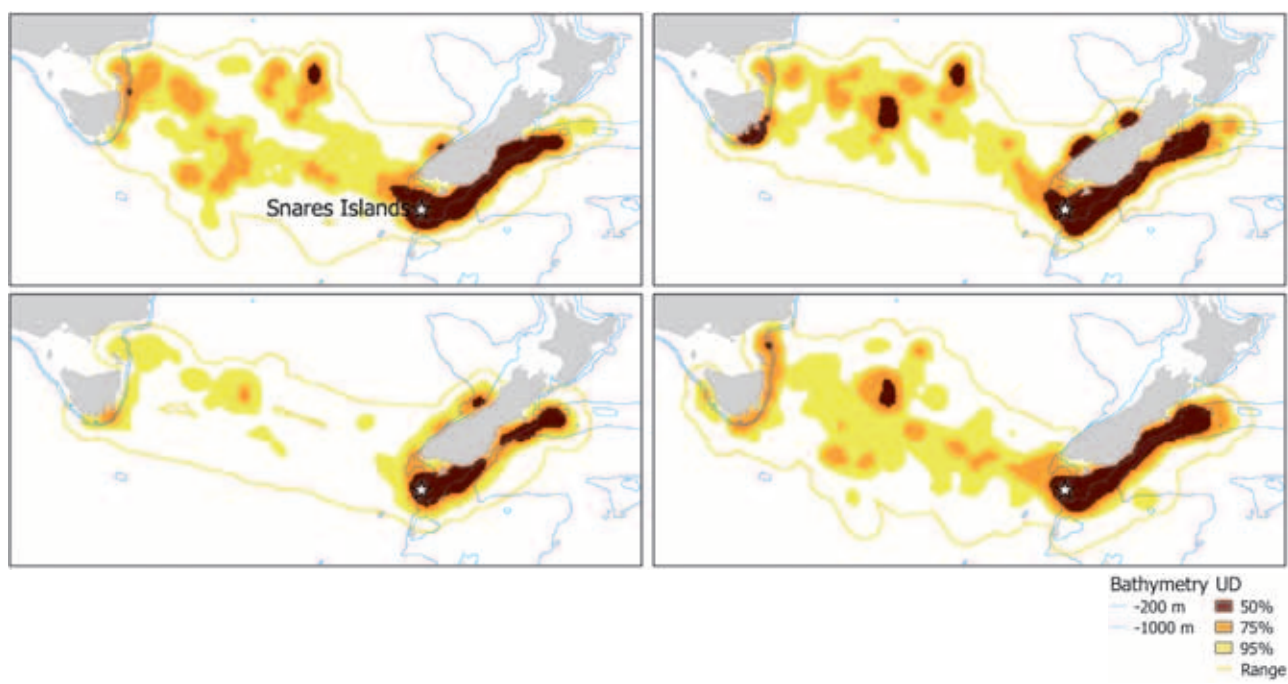 Snares Islands
Bathymetry UD
-200 m 50%
-1000 m 75%
95%
Range